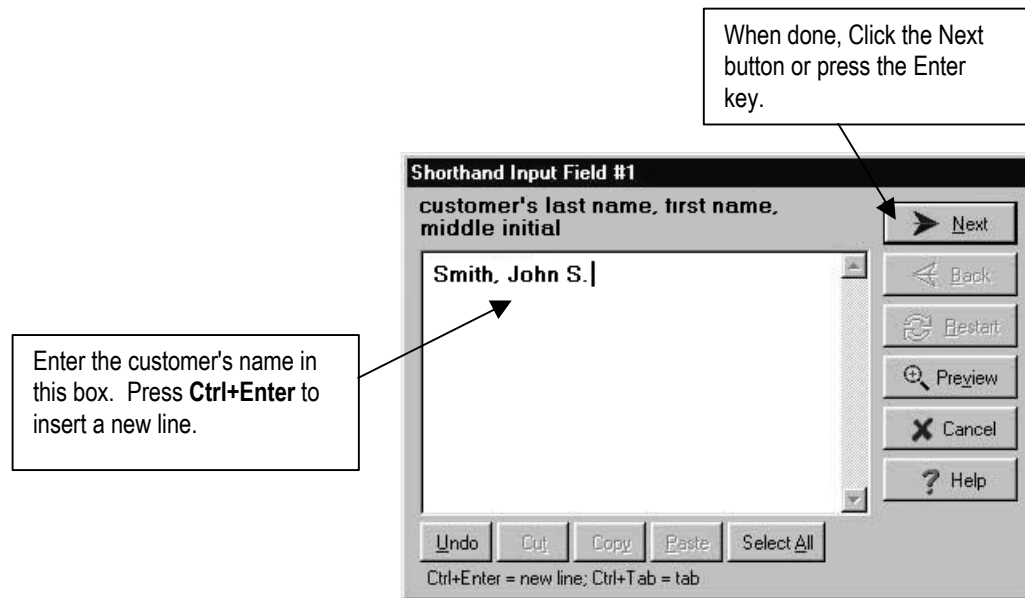 When done, Click the Next
button or press the Enter
key.
Shorthand Input Field #1
customer's last name, first name,
middle initial
Next
Smith, John S.
Back
Restart
Enter the customer's name in
this box. Press Ctrl+Enter to
insert a new line.
Preview
Cancel
Help
Undo Cut Copy Paste Select All
Ctrl+Enter = new line; Ctrl+Tab = tab